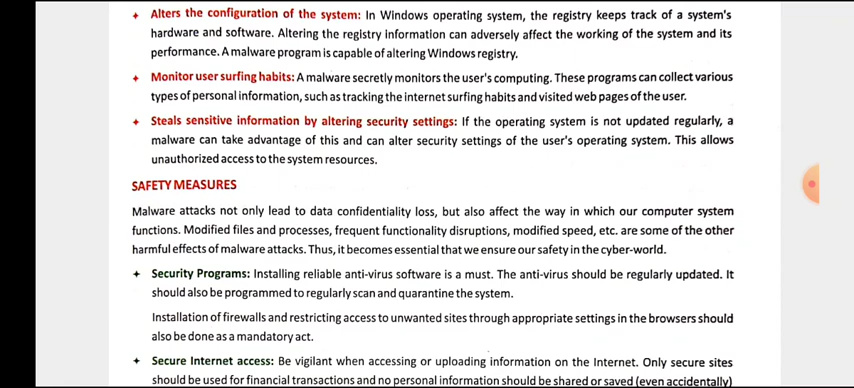 ✦ Alters the configuration of the system: In Windows operating system, the registry keeps track of a system's
hardware and software. Altering the registry information can adversely affect the working of the system and its
performance. A malware program is capable of altering Windows registry.
✦ Monitor user surfing habits: A malware secretly monitors the user's computing. These programs can collect various
types of personal information, such as tracking the internet surfing habits and visited web pages of the user.
✦ Steals sensitive information by altering security settings: If the operating system is not updated regularly, a
malware can take advantage of this and can alter security settings of the user's operating system. This allows
unauthorized access to the system resources.
SAFETY MEASURES
Malware attacks not only lead to data confidentiality loss, but also affect the way in which our computer system
functions. Modified files and processes, frequent functionality disruptions, modified speed, etc. are some of the other
harmful effects of malware attacks. Thus, it becomes essential that we ensure our safety in the cyber-world.
✦ Security Programs: Installing reliable anti-virus software is a must. The anti-virus should be regularly updated. It
should also be programmed to regularly scan and quarantine the system.
Installation of firewalls and restricting access to unwanted sites through appropriate settings in the browsers should
also be done as a mandatory act.
✦ Secure Internet access: Be vigilant when accessing or uploading information on the Internet. Only secure sites
should be used for financial transactions and no personal information should be shared or saved (even accidentally)